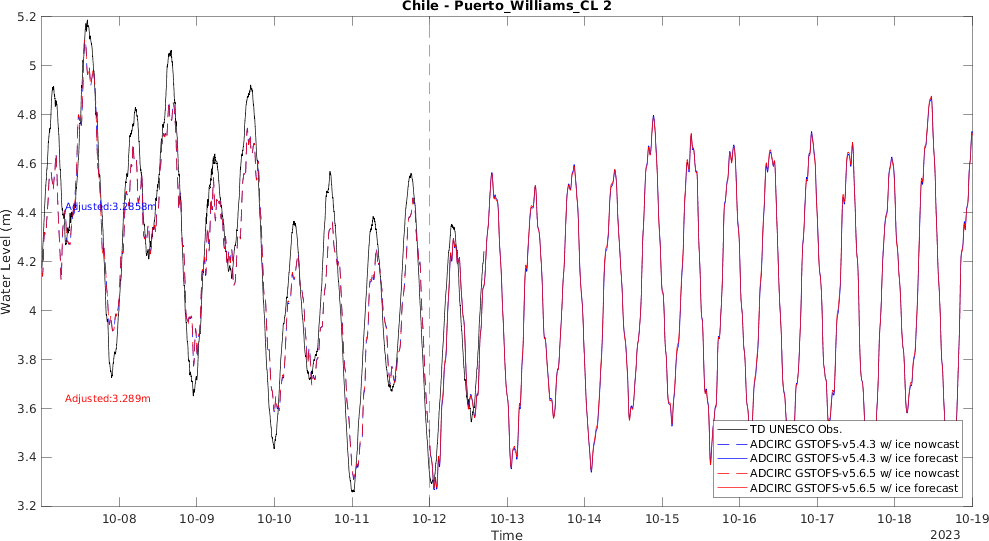 Chile - Puerto_Williams_CL 2
5.2
5
4.8
4.6
4.4
4.2
4
3.8
3.6
3.4
3.2
Water Level (m)
Adjusted:3.2858m
Adjusted:3.289m
TD UNESCO Obs.
ADCIRC GSTOFS-v5.4.3 w/ ice nowcast
ADCIRC GSTOFS-v5.4.3 w/ ice forecast
ADCIRC GSTOFS-v5.6.5 w/ ice nowcast
ADCIRC GSTOFS-v5.6.5 w/ ice forecast
10-08 10-09 10-10 10-11 10-12 10-13 10-14 10-15 10-16 10-17 10-18 10-19
Time
2023